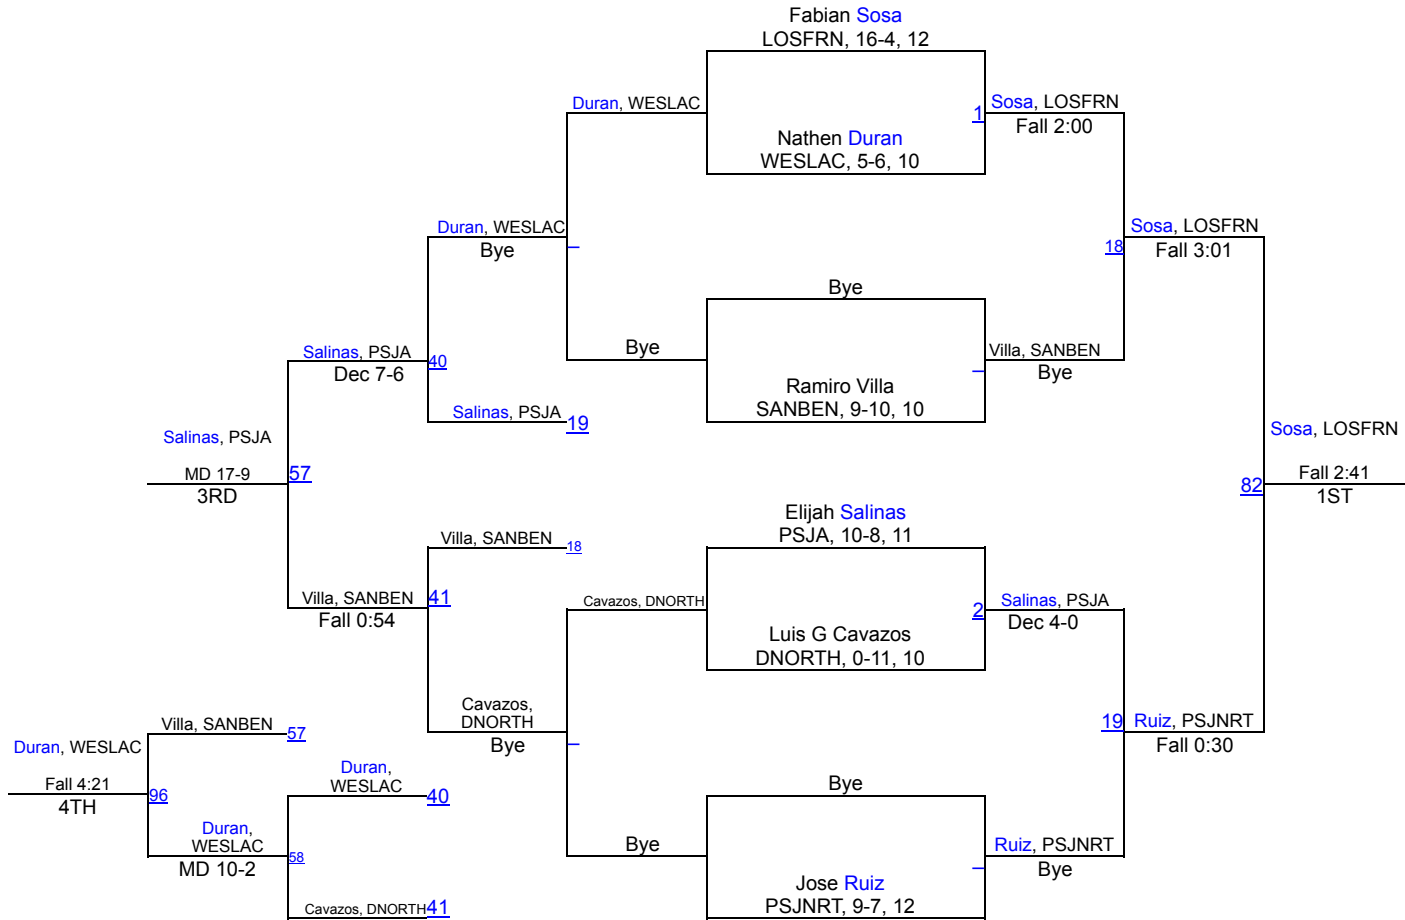 Fabian Sosa
LOSFRN, 16-4, 12
Duran, WESLAC
1
Sosa, LOSFRN
Fall 2:00
Nathen Duran
WESLAC, 5-6, 10
Duran, WESLAC
Bye
Sosa, LOSFRN
18
Fall 3:01
Bye
Salinas, PSJA
40
Dec 7-6
Bye
Villa, SANBEN
Bye
Ramiro Villa
SANBEN, 9-10, 10
Salinas, PSJA
19
Salinas, PSJA
MD 17-9
57
3RD
Sosa, LOSFRN
82
Fall 2:41
1ST
Elijah Salinas
PSJA, 10-8, 11
Villa, SANBEN
18
Villa, SANBEN
41
Fall 0:54
Cavazos, DNORTH
2
Salinas, PSJA
Dec 4-0
Luis G Cavazos
DNORTH, 0-11, 10
Cavazos,
DNORTH
Bye
19
Ruiz, PSJNRT
Fall 0:30
Villa, SANBEN
57
Duran, WESLAC
Fall 4:21
96
4TH
Duran,
WESLAC
40
Bye
Duran,
WESLAC
58
MD 10-2
Bye
Ruiz, PSJNRT
Bye
Jose Ruiz
PSJNRT, 9-7, 12
Cavazos, DNORTH
41